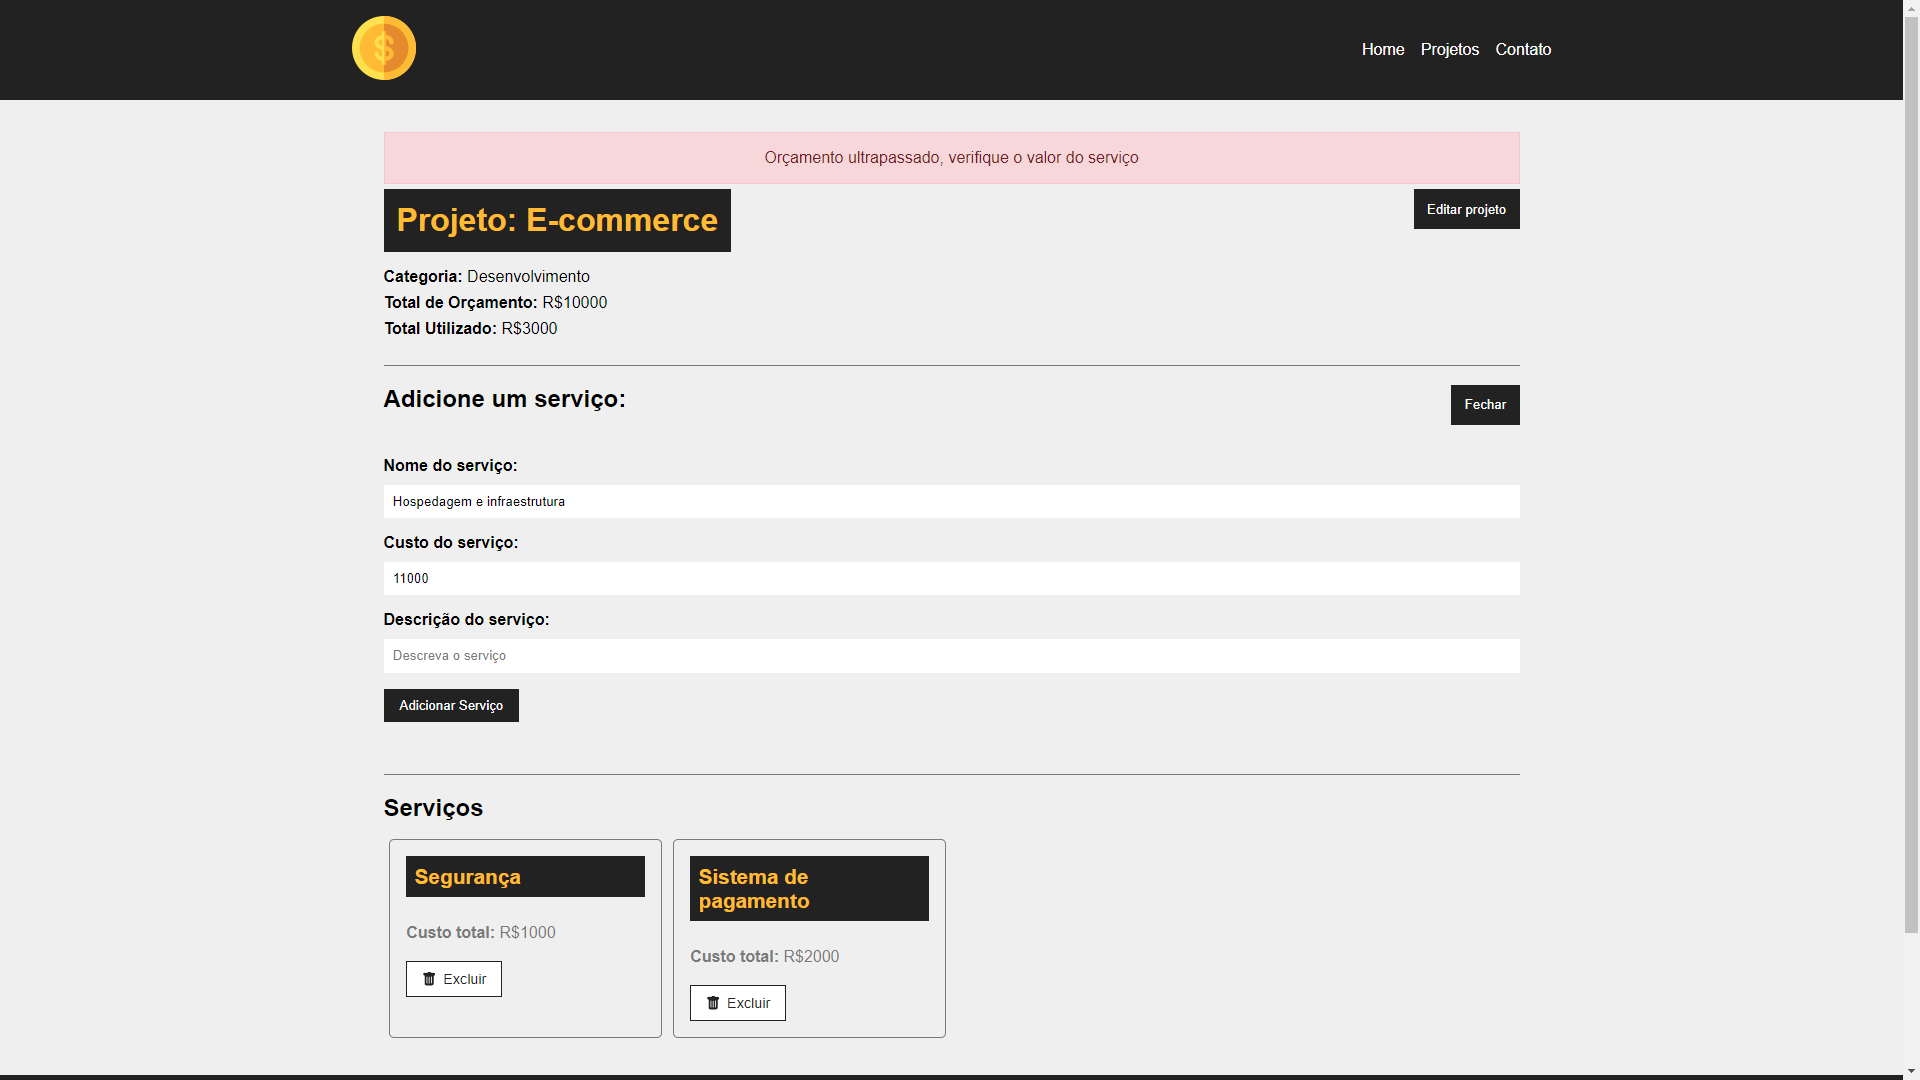 $
Home Projetos Contato
Orçamento ultrapassado, verifique o valor do serviço
Projeto: E-commerce
Editar projeto
Categoria: Desenvolvimento
Total de Orçamento: R$10000
Total Utilizado: R$3000
Adicione um serviço:
Fechar
Nome do serviço:
Hospedagem e infraestrutura
Custo do serviço:
11000
Descrição do serviço:
Descreva o serviço
Adicionar Serviço
Serviços
Segurança
Custo total: R$1000
Excluir
Sistema de
pagamento
Custo total: R$2000
Excluir